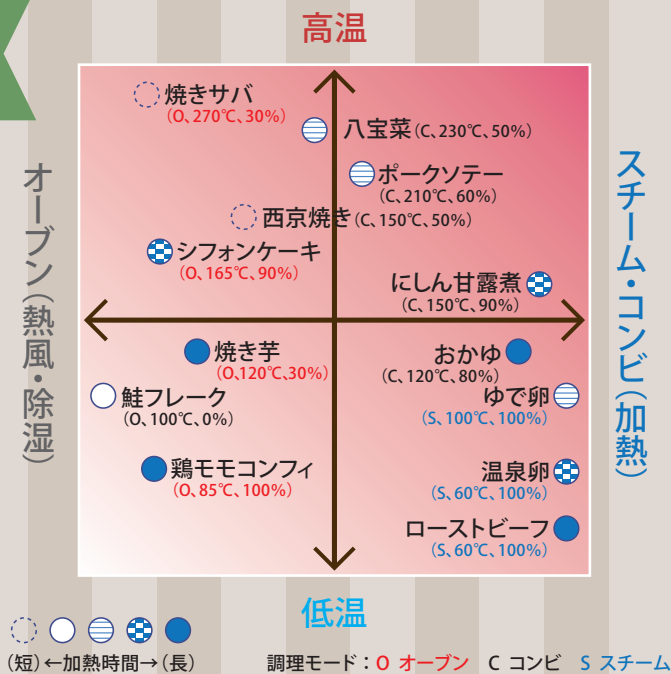 高温
焼きサバ
(O、270℃、30%)
八宝菜(C、230℃、50%)
ポークソテー
(C、210℃、60%)
西京焼き(C、150℃、50%)
シフォンケーキ
(O、165℃、90%)
にしん甘露煮
(C、150℃、90%)
オーブン(熱風・除湿)
スチーム・コンビ(加熱)
焼き芋
(O、120℃、30%)
おかゆ
(C、120℃、80%)
鮭フレーク
(O、100℃、0%)
ゆで卵
(S、100℃、100%)
鶏モモコンフィ
(O、85℃、100%)
温泉卵
(S、60℃、100%)
ローストビーフ
(S、60℃、100%)
低温
(短)←加熱時間→(長)
調理モード：O オーブン C コンビ S スチーム